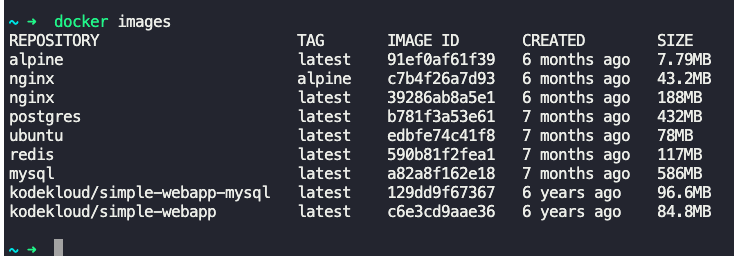 ~ → docker images
REPOSITORY TAG IMAGE ID CREATED SIZE
alpine latest 91ef0af61f39 6 months ago 7.79MB
nginx alpine c7b4f26a7d93 6 months ago 43.2MB
nginx latest 39286ab8a5e1 6 months ago 188MB
postgres latest b781f3a53e61 7 months ago 432MB
ubuntu latest edbfe74c41f8 7 months ago 78MB
redis latest 590b81f2fea1 7 months ago 117MB
mysql latest a82a8f162e18 7 months ago 586MB
kodekloud/simple-webapp-mysql latest 129dd9f67367 6 years ago 96.6MB
kodekloud/simple-webapp latest c6e3cd9aae36 6 years ago 84.8MB
~ →